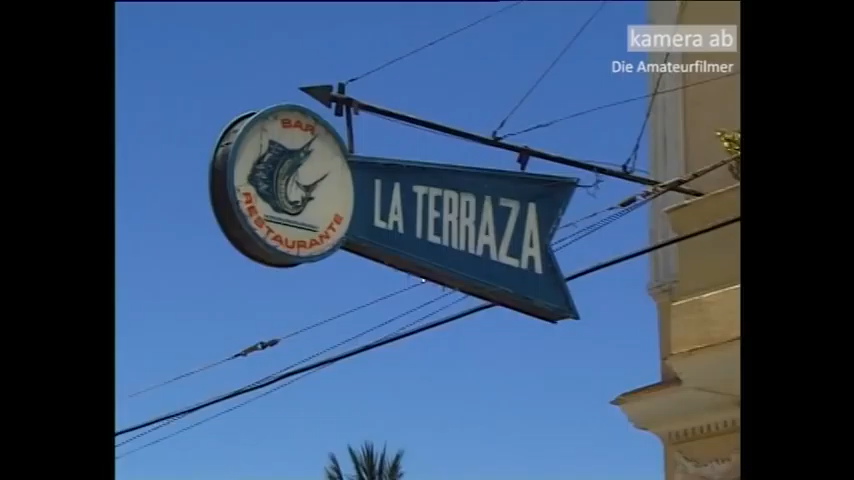 kamera ab
Die Amateurfilmer
BAR
RESTAURANTE
LA TERRAZA